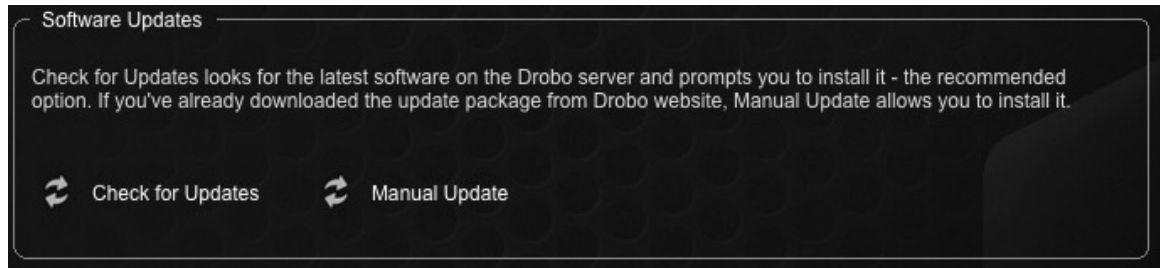 Software Updates
Check for Updates looks for the latest software on the Drobo server and prompts you to install it - the recommended
option. If you've already downloaded the update package from Drobo website, Manual Update allows you to install it.
Check for Updates Manual Update